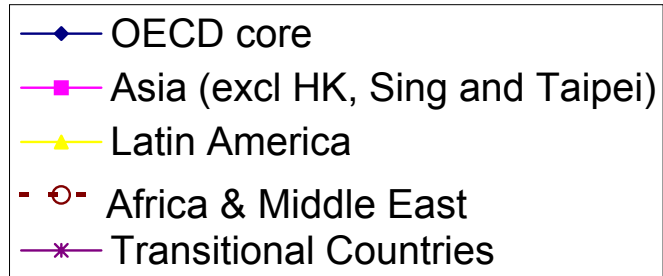 OECD core
Asia (excl HK, Sing and Taipei)
Latin America
Africa & Middle East
Transitional Countries